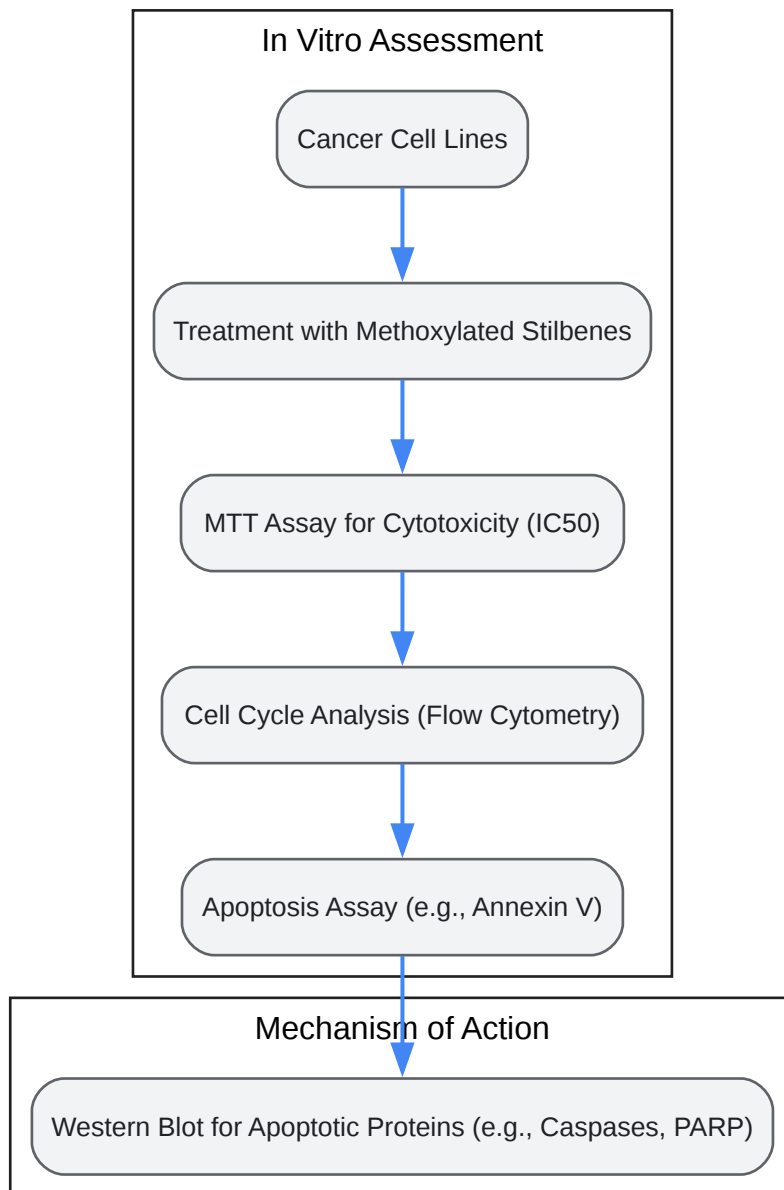 In Vitro Assessment
Cancer Cell Lines
Treatment with Methoxylated Stilbenes
MTT Assay for Cytotoxicity (IC50)
Cell Cycle Analysis (Flow Cytometry)
Apoptosis Assay (e.g., Annexin V)
Mechanism of Action
Western Blot for Apoptotic Proteins (e.g., Caspases, PARP)